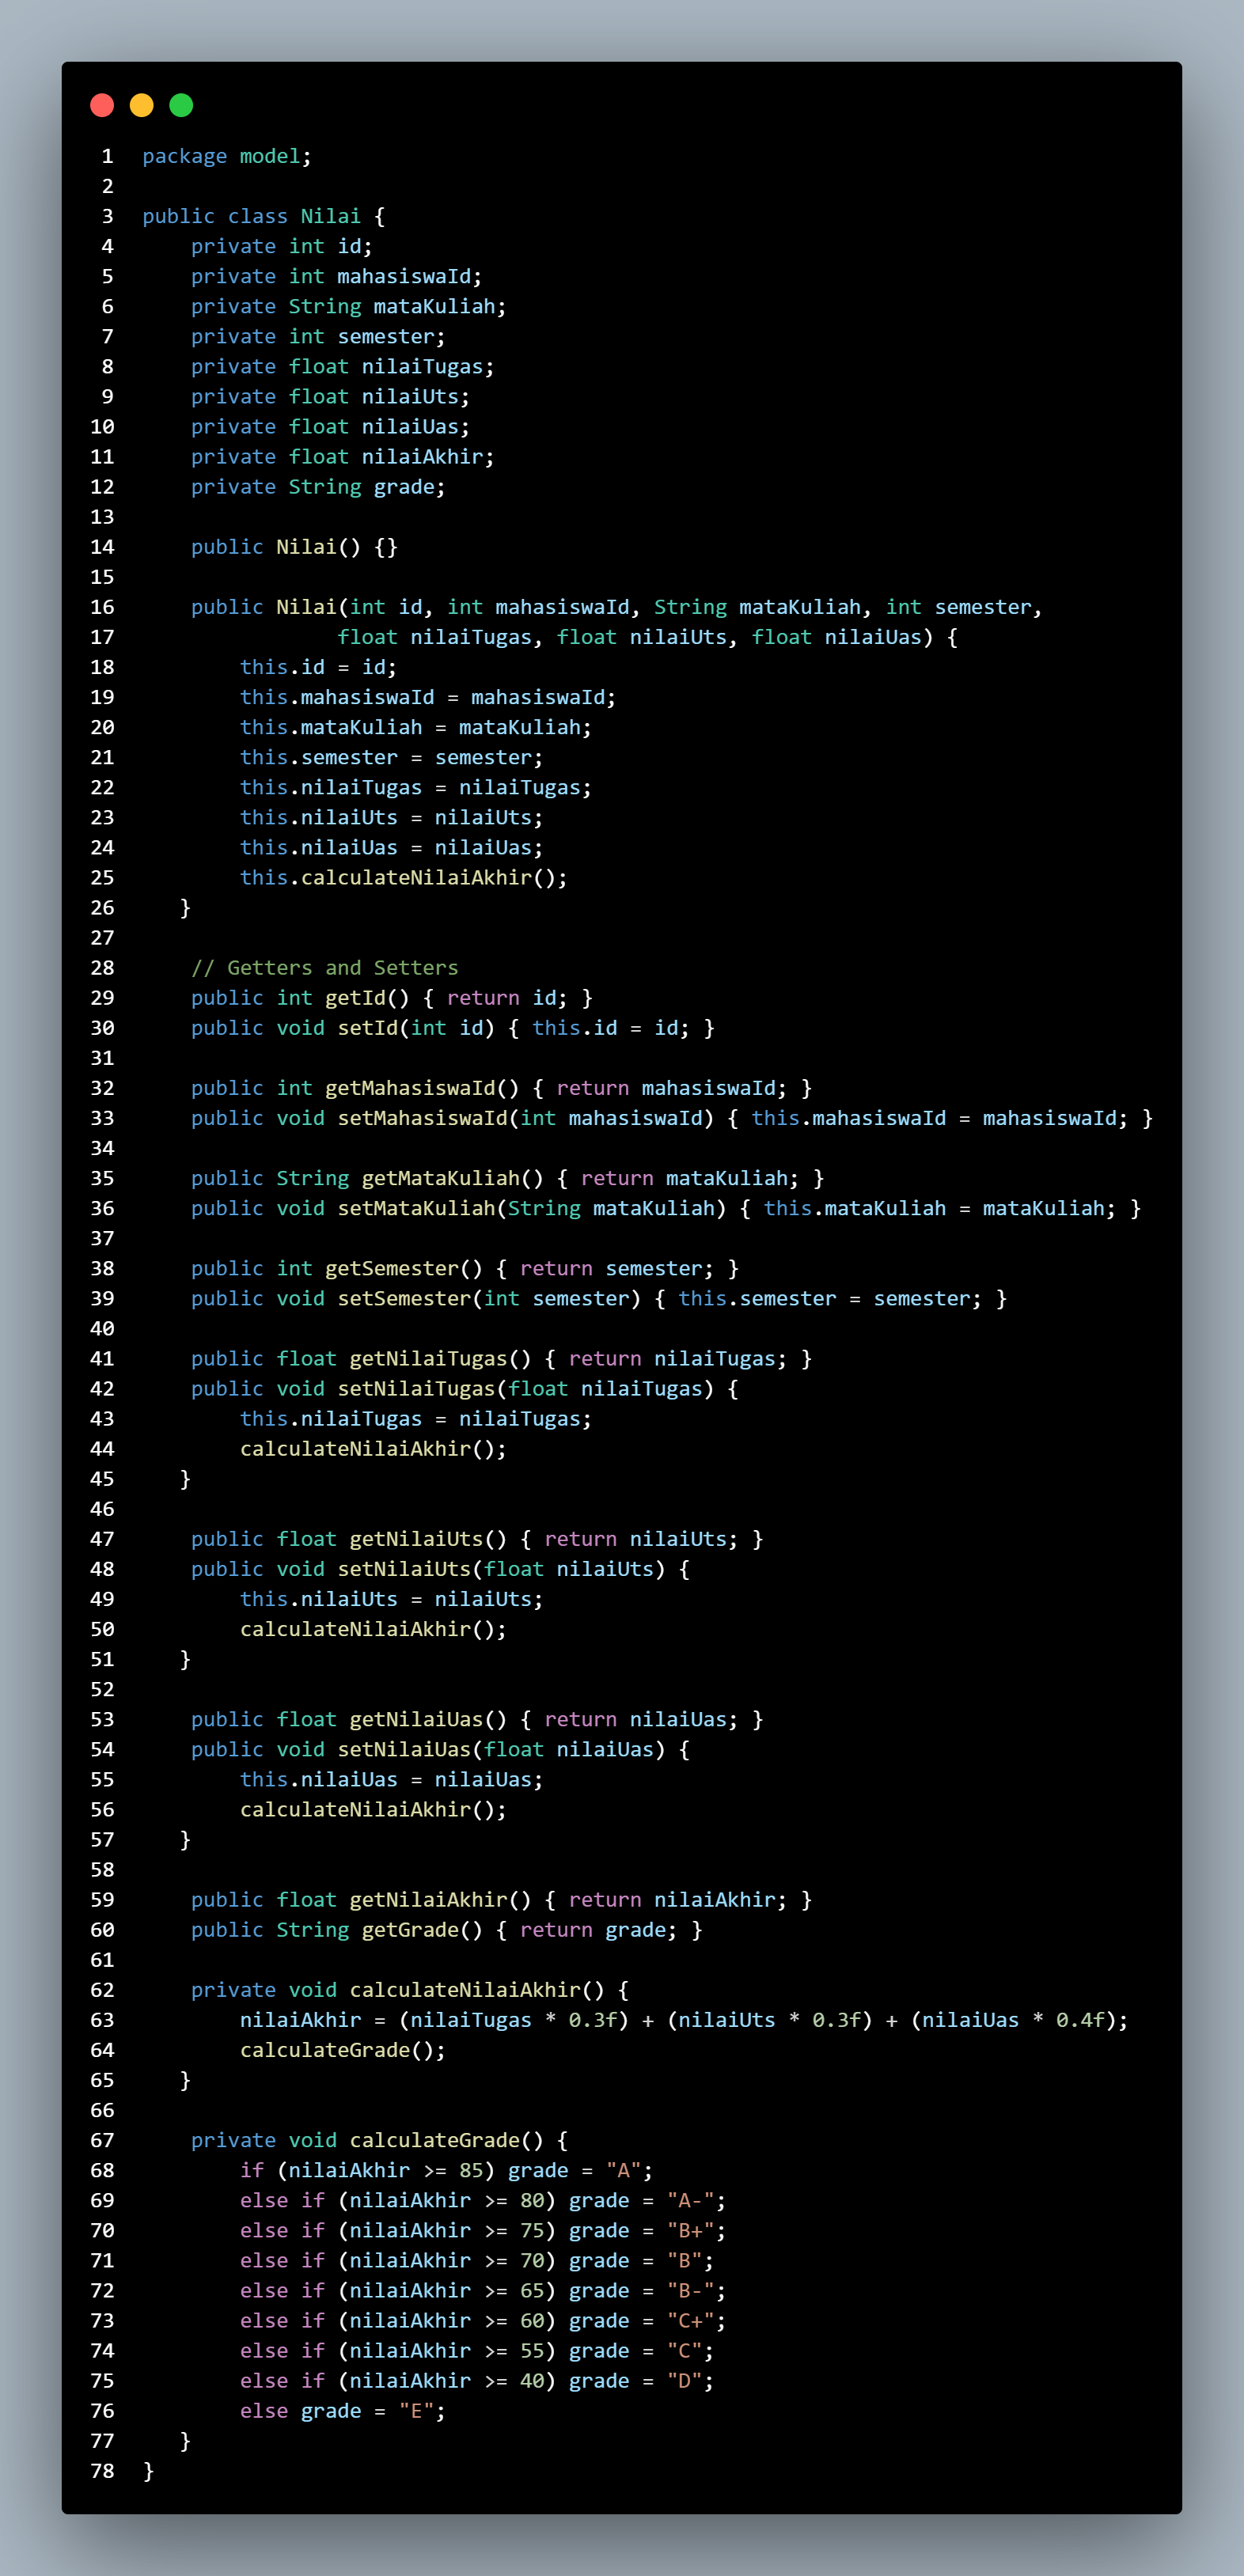 1 package model;
2
3 public class Nilai {
4     private int id;
5     private int mahasiswaId;
6     private String mataKuliah;
7     private int semester;
8     private float nilaiTugas;
9     private float nilaiUts;
10     private float nilaiUas;
11     private float nilaiAkhir;
12     private String grade;
13
14     public Nilai() {}
15
16     public Nilai(int id, int mahasiswaId, String mataKuliah, int semester,
17                 float nilaiTugas, float nilaiUts, float nilaiUas) {
18         this.id = id;
19         this.mahasiswaId = mahasiswaId;
20         this.mataKuliah = mataKuliah;
21         this.semester = semester;
22         this.nilaiTugas = nilaiTugas;
23         this.nilaiUts = nilaiUts;
24         this.nilaiUas = nilaiUas;
25         this.calculateNilaiAkhir();
26    }
27
28     // Getters and Setters
29     public int getId() { return id; }
30     public void setId(int id) { this.id = id; }
31
32     public int getMahasiswaId() { return mahasiswaId; }
33     public void setMahasiswaId(int mahasiswaId) { this.mahasiswaId = mahasiswaId; }
34
35     public String getMataKuliah() { return mataKuliah; }
36     public void setMataKuliah(String mataKuliah) { this.mataKuliah = mataKuliah; }
37
38     public int getSemester() { return semester; }
39     public void setSemester(int semester) { this.semester = semester; }
40
41     public float getNilaiTugas() { return nilaiTugas; }
42     public void setNilaiTugas(float nilaiTugas) {
43         this.nilaiTugas = nilaiTugas;
44         calculateNilaiAkhir();
45    }
46
47     public float getNilaiUts() { return nilaiUts; }
48     public void setNilaiUts(float nilaiUts) {
49         this.nilaiUts = nilaiUts;
50         calculateNilaiAkhir();
51    }
52
53     public float getNilaiUas() { return nilaiUas; }
54     public void setNilaiUas(float nilaiUas) {
55         this.nilaiUas = nilaiUas;
56         calculateNilaiAkhir();
57    }
58
59     public float getNilaiAkhir() { return nilaiAkhir; }
60     public String getGrade() { return grade; }
61
62     private void calculateNilaiAkhir() {
63         nilaiAkhir = (nilaiTugas * 0.3f) + (nilaiUts * 0.3f) + (nilaiUas * 0.4f);
64         calculateGrade();
65    }
66
67     private void calculateGrade() {
68         if (nilaiAkhir >= 85) grade = "A";
69         else if (nilaiAkhir >= 80) grade = "A-";
70         else if (nilaiAkhir >= 75) grade = "B+";
71         else if (nilaiAkhir >= 70) grade = "B";
72         else if (nilaiAkhir >= 65) grade = "B-";
73         else if (nilaiAkhir >= 60) grade = "C+";
74         else if (nilaiAkhir >= 55) grade = "C";
75         else if (nilaiAkhir >= 40) grade = "D";
76         else grade = "E";
77    }
78 }